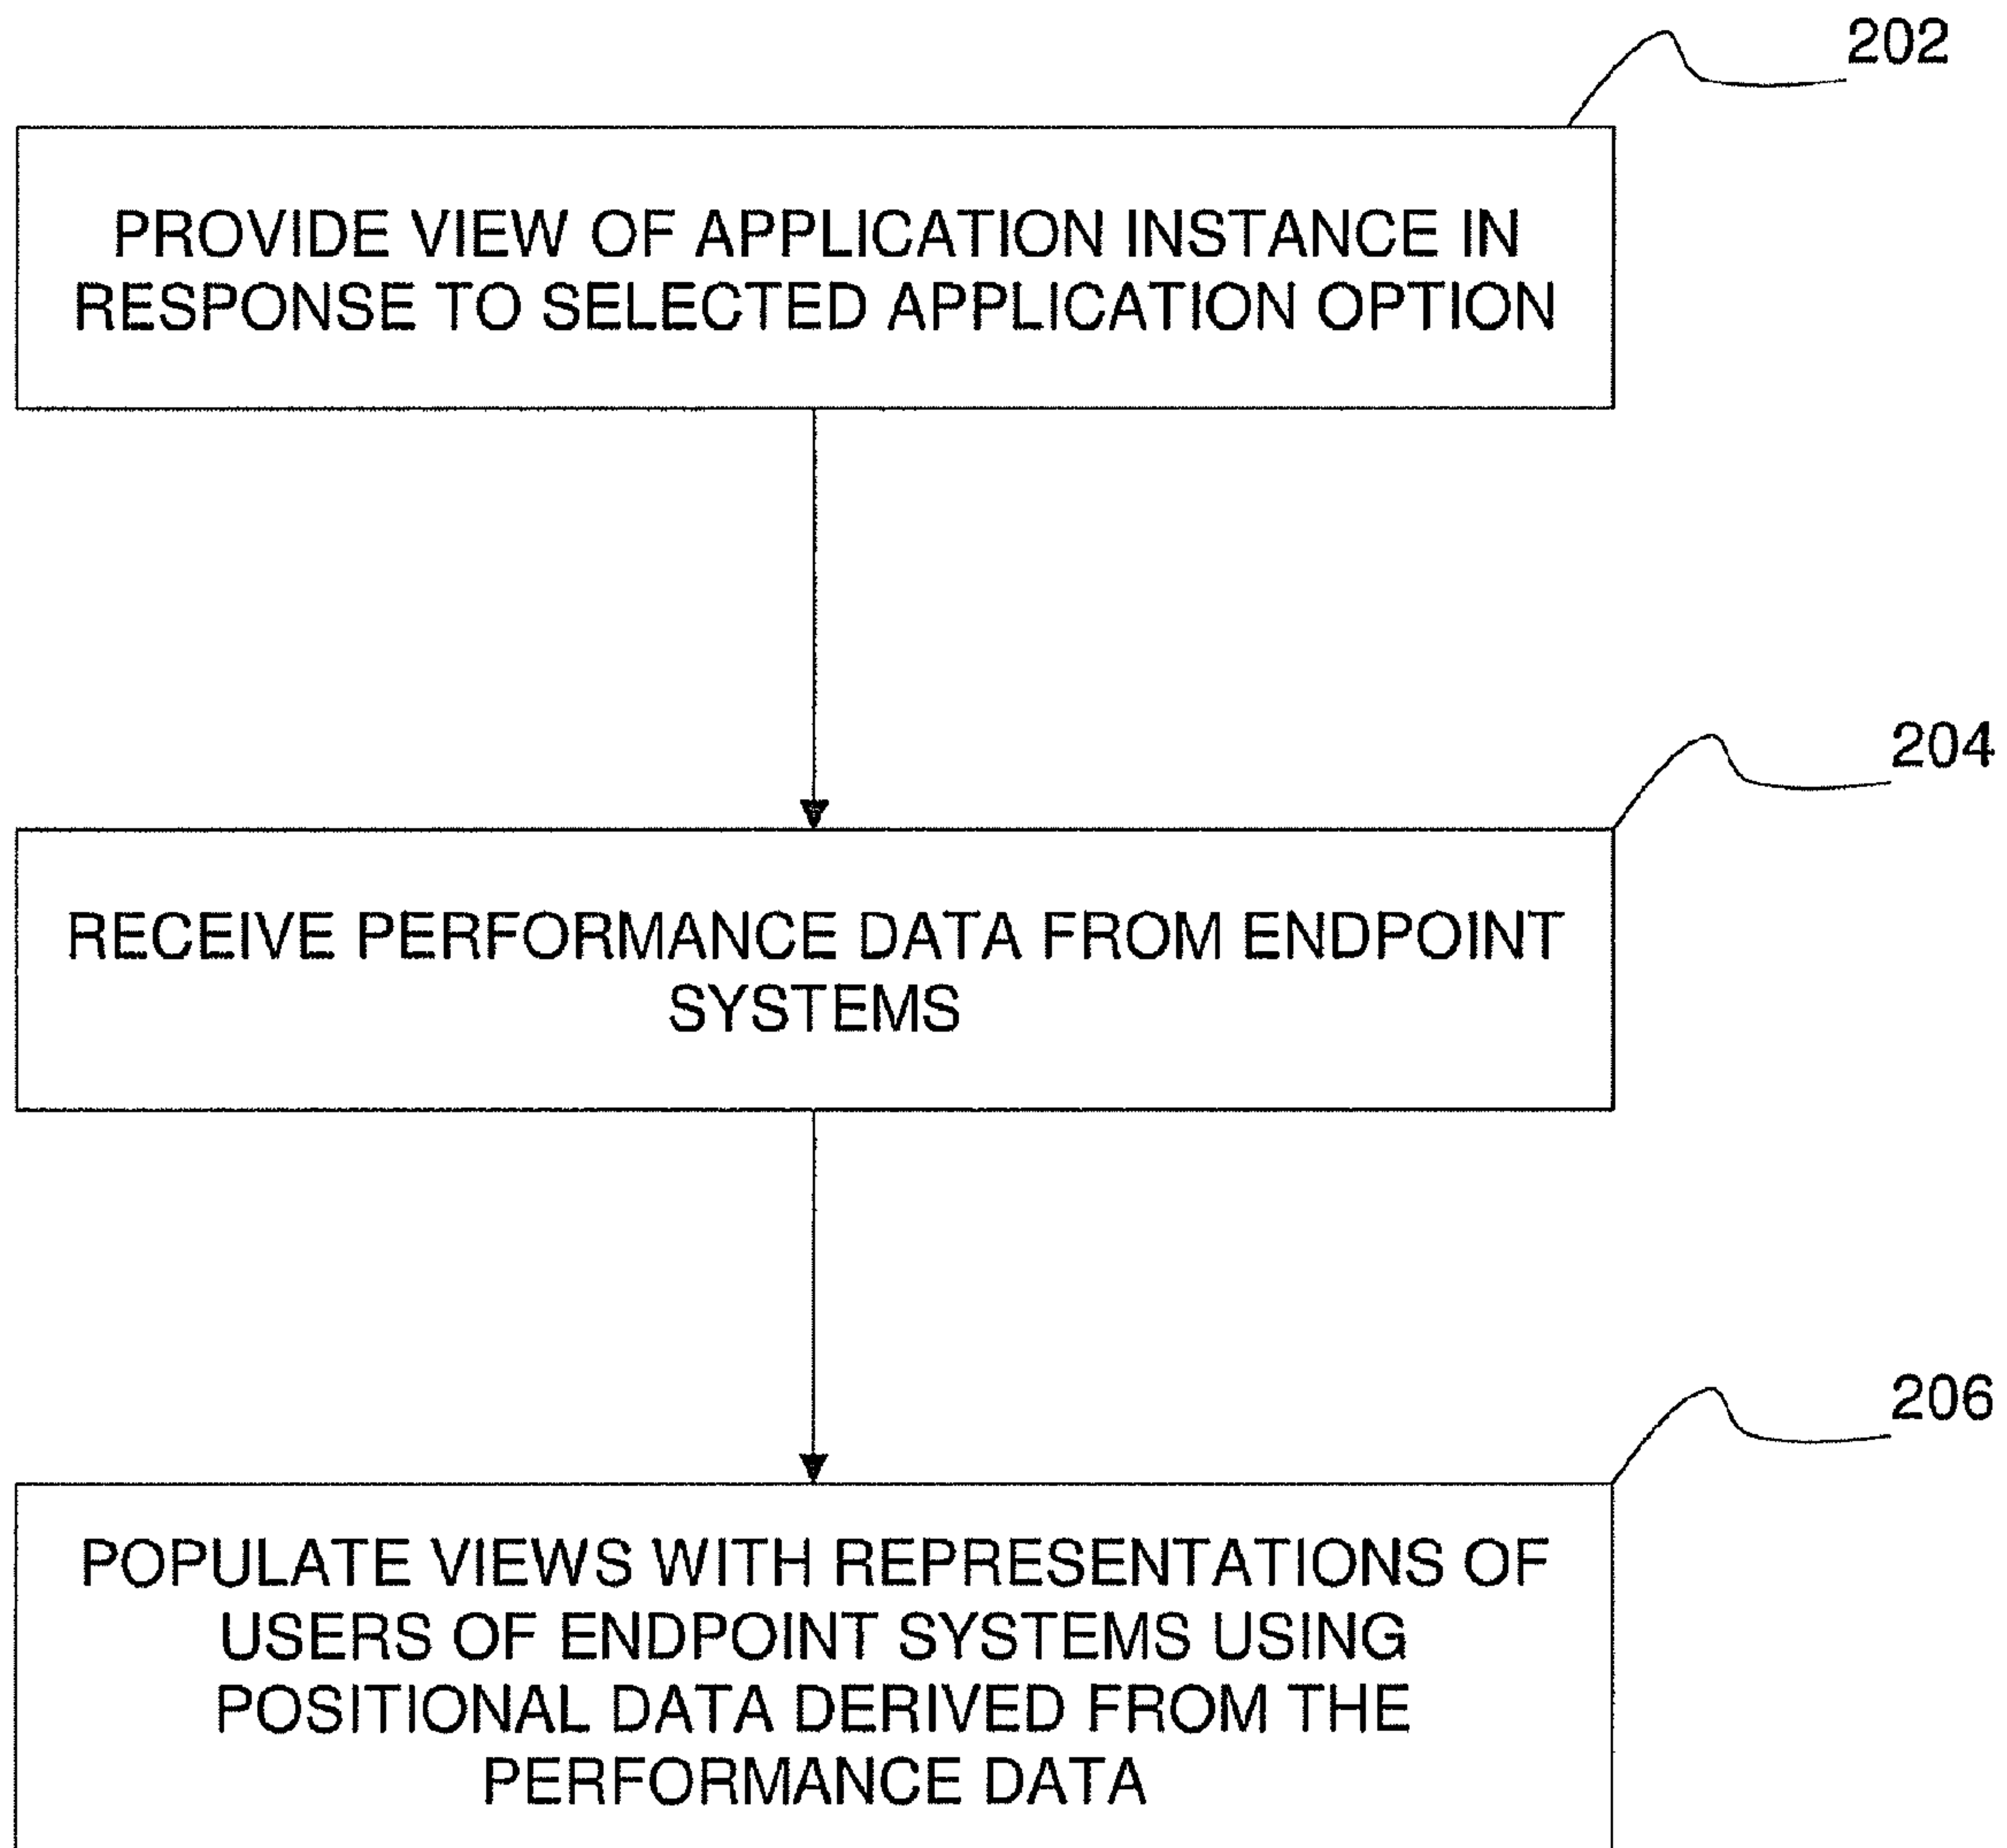 202
PROVIDE VIEW OF APPLICATION INSTANCE IN
RESPONSE TO SELECTED APPLICATION OPTION
204
RECEIVE PERFORMANCE DATA FROM ENDPOINT
SYSTEMS
206
POPULATE VIEWS WITH REPRESENTATIONS OF
USERS OF ENDPOINT SYSTEMS USING
POSITIONAL DATA DERIVED FROM THE
PERFORMANCE DATA